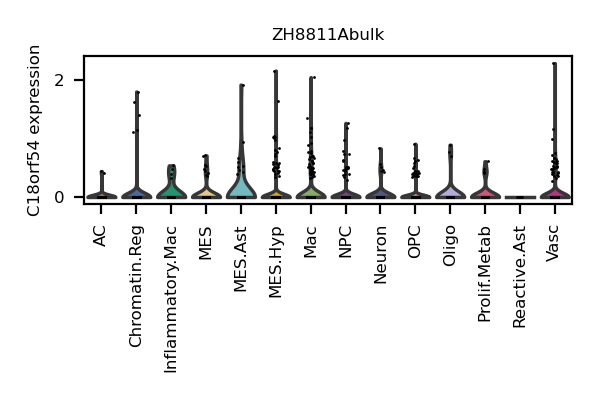 ZH8811Abulk
C18orf54 expression
2
0
AC
Chromatin.Reg
Inflammatory.Mac
MES
MES.Ast
MES.Hyp
Mac
NPC
Neuron
OPC
Oligo
Prolif.Metab
Reactive.Ast
Vasc